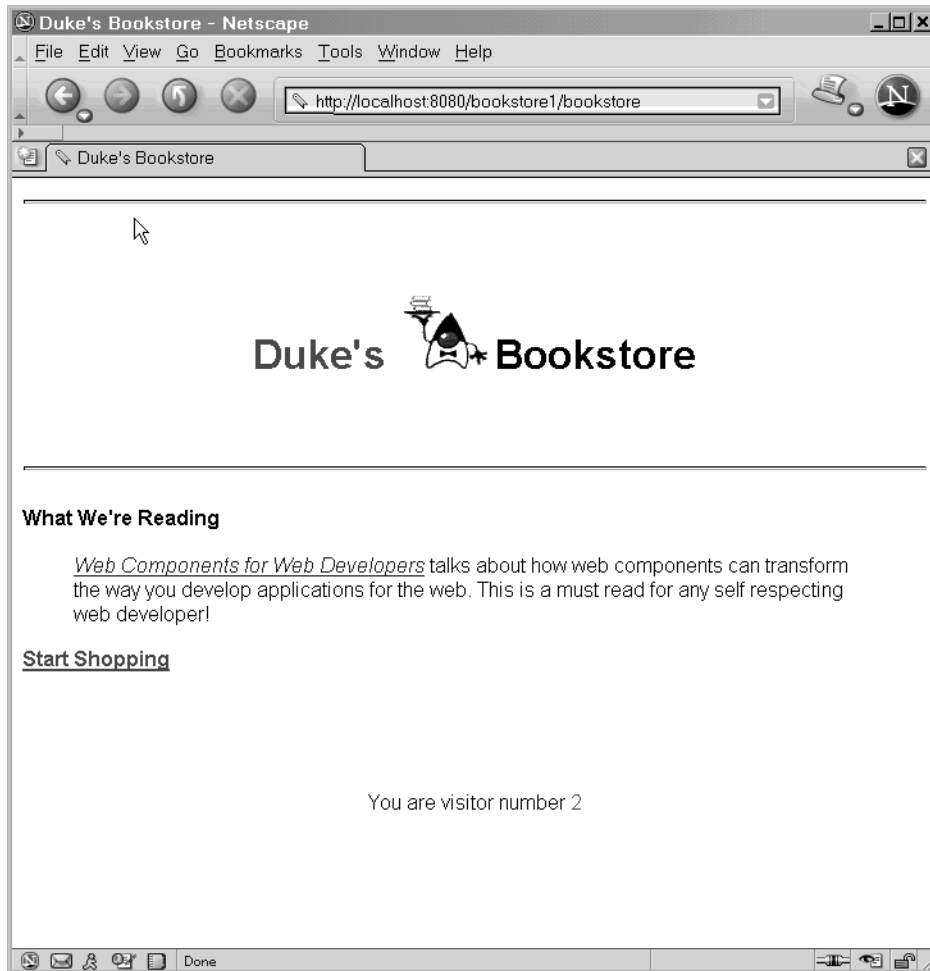 Duke's Bookstore - Netscape
File Edit View Go Bookmarks Tools Window Help
http://localhost:8080/bookstore1/bookstore
N
Duke's Bookstore
Duke's Bookstore
What We're Reading
Web Components for Web Developers talks about how web components can transform
the way you develop applications for the web. This is a must read for any self respecting
web developer!
Start Shopping
You are visitor number 2
Done